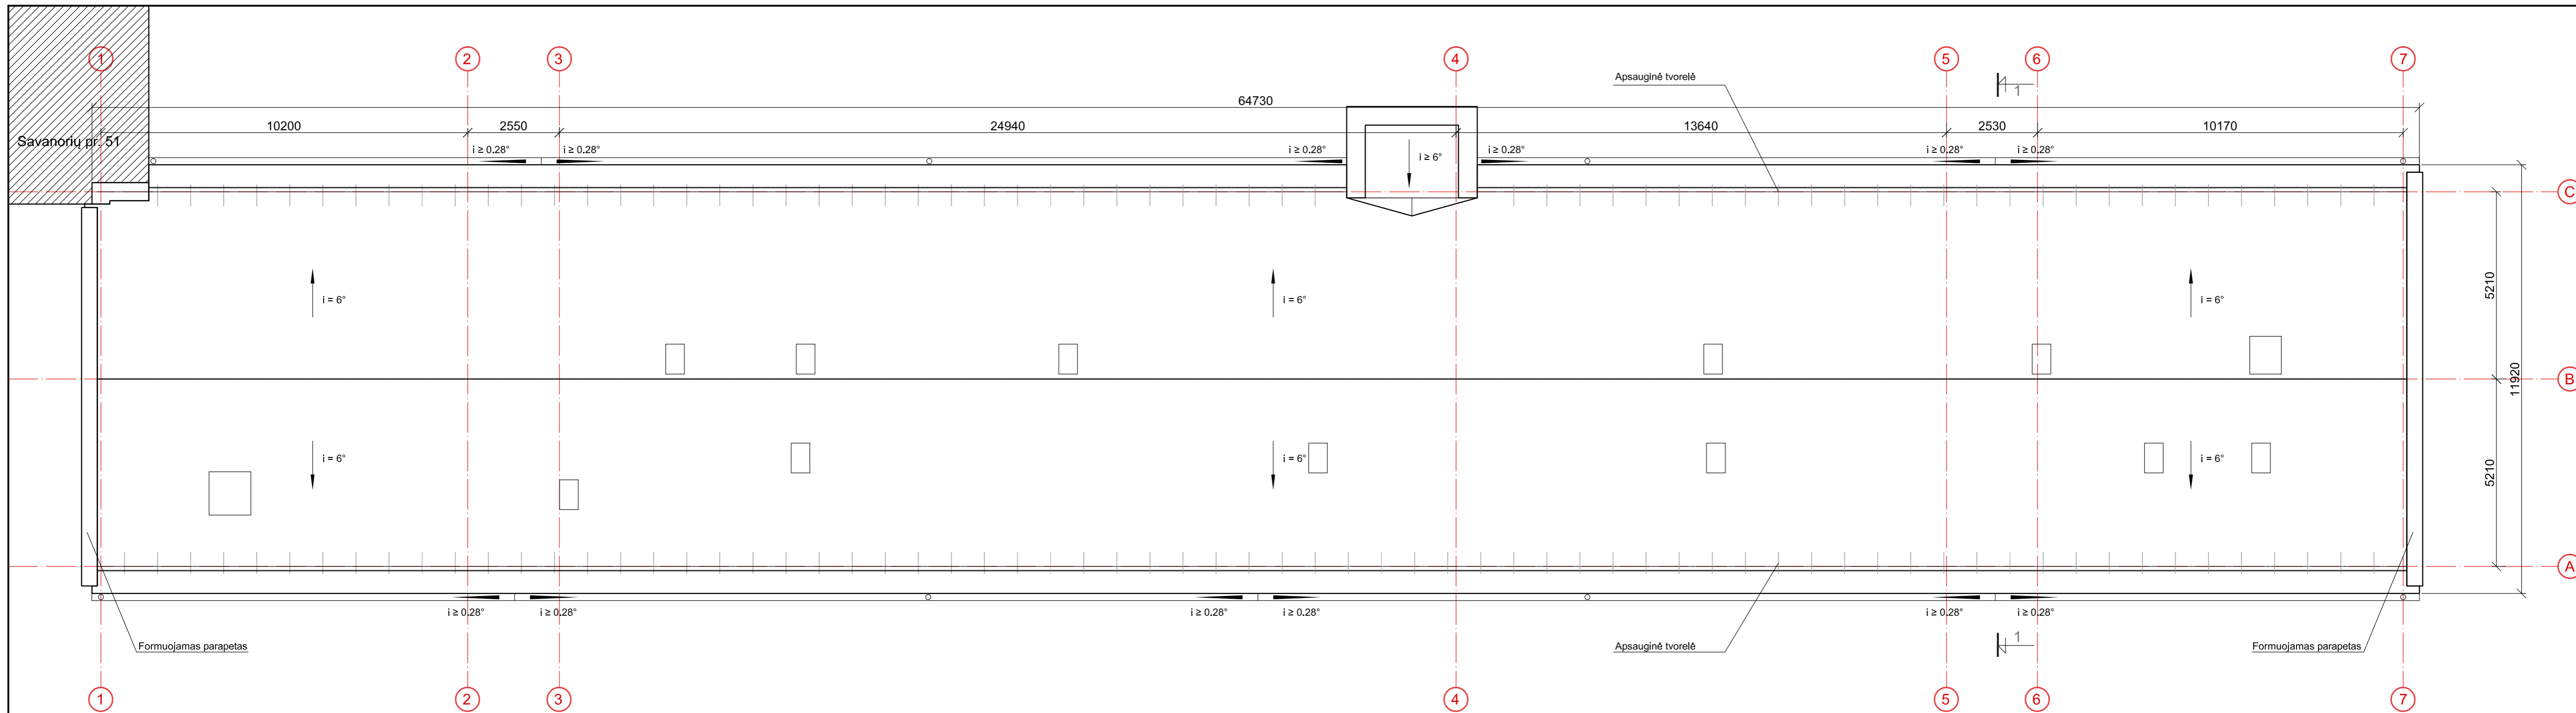 1
2
3
4
5
6
7
Apsauginė tvorelė
1
64730
10200
2550
24940
13640
2530
10170
Savanorių pr. 51
i ≥ 0.28°
i ≥ 0.28°
i ≥ 0.28°
i ≥ 6°
i ≥ 0.28°
i ≥ 0.28°
i ≥ 0.28°
C
i = 6°
i = 6°
i = 6°
5210
B
11920
i = 6°
i = 6°
i = 6°
5210
A
i ≥ 0.28°
i ≥ 0.28°
i ≥ 0.28°
i ≥ 0.28°
i ≥ 0.28°
i ≥ 0.28°
1
Formuojamas parapetas
Apsauginė tvorelė
Formuojamas parapetas
1
2
3
4
5
6
7